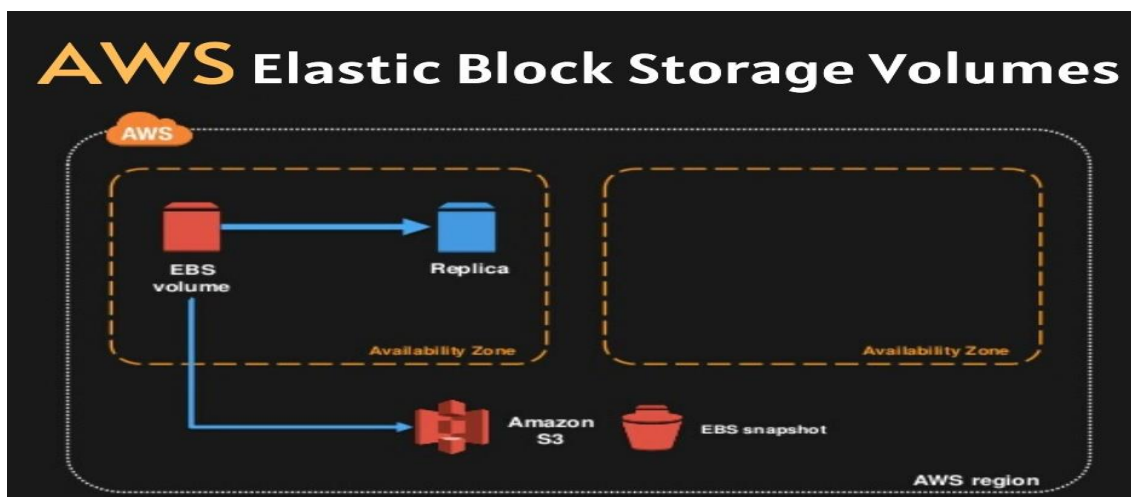 AWS Elastic Block Storage Volumes
AWS
EBS
volume
Replica
Availability Zone
Availability Zone
Amazon
S3
EBS snapshot
AWS region